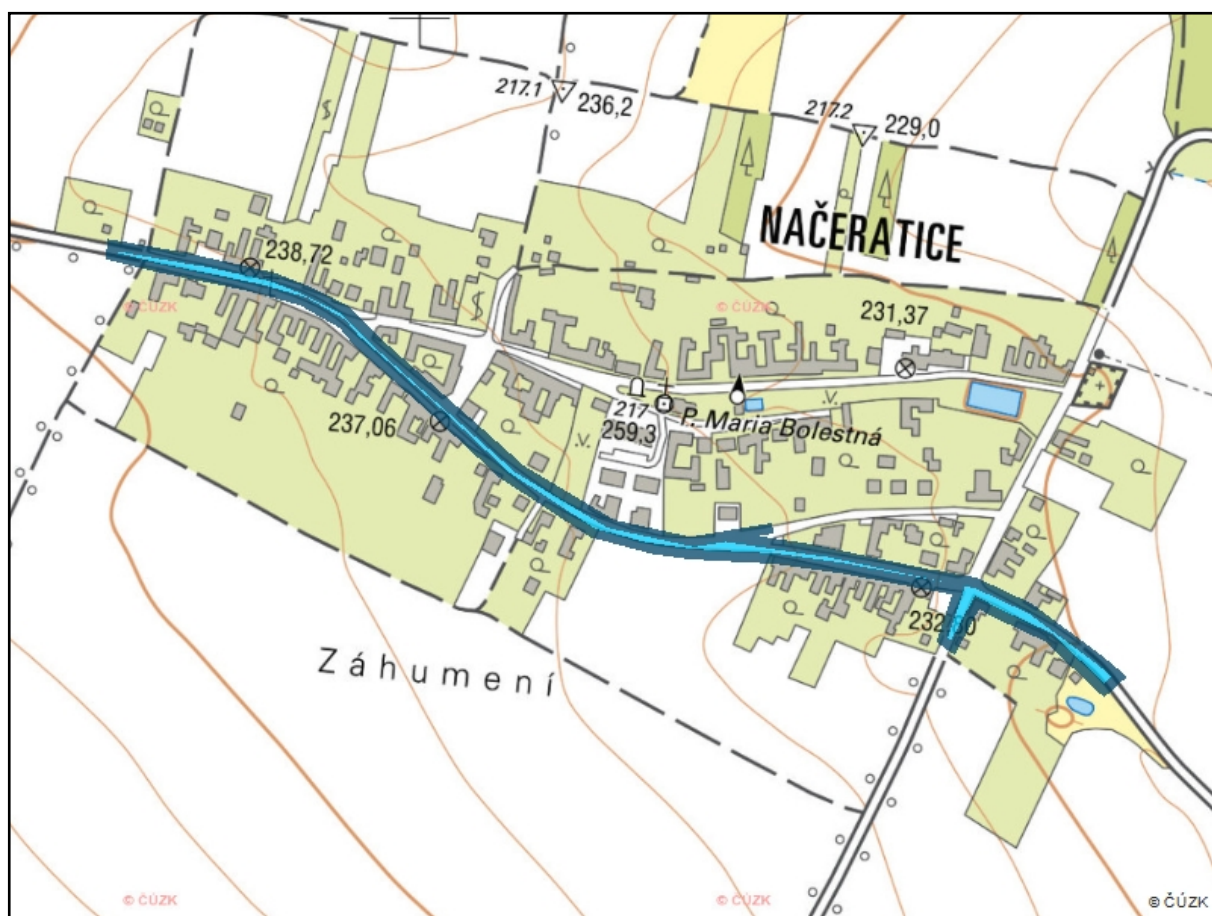 217.1
236,2
217.2
229,0
NAČERATICE
238,72
© ČÚZK
© ČÚZK
231,37
217
259,3
P. Maria Bolestná
237,06
Záhumení
© ČÚZK
© ČÚZK
© ČÚZK